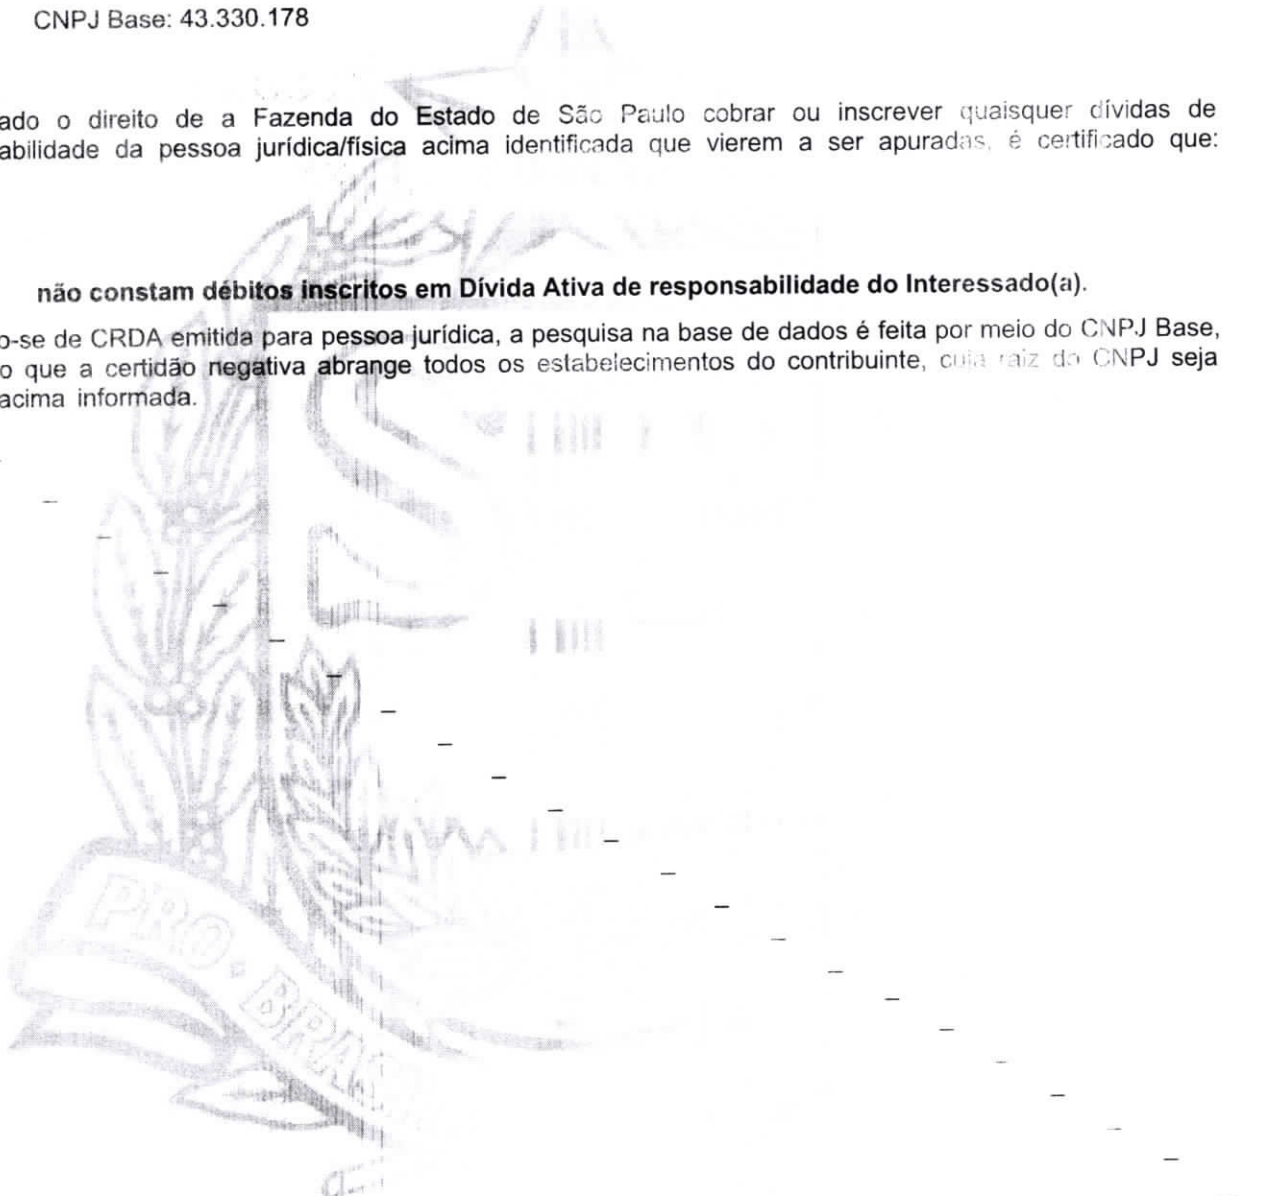 CNPJ Base: 43.330.178
ado o direito de a Fazenda do Estado de São Paulo cobrar ou inscrever quaisquer dívidas de
abilidade da pessoa jurídica/física acima identificada que vierem a ser apuradas, é certificado que:
não constam débitos inscritos em Dívida Ativa de responsabilidade do Interessado(a).
o-se de CRDA emitida para pessoa jurídica, a pesquisa na base de dados é feita por meio do CNPJ Base,
o que a certidão negativa abrange todos os estabelecimentos do contribuinte, cuja raiz do CNPJ seja
acima informada.
PRO · BRAS